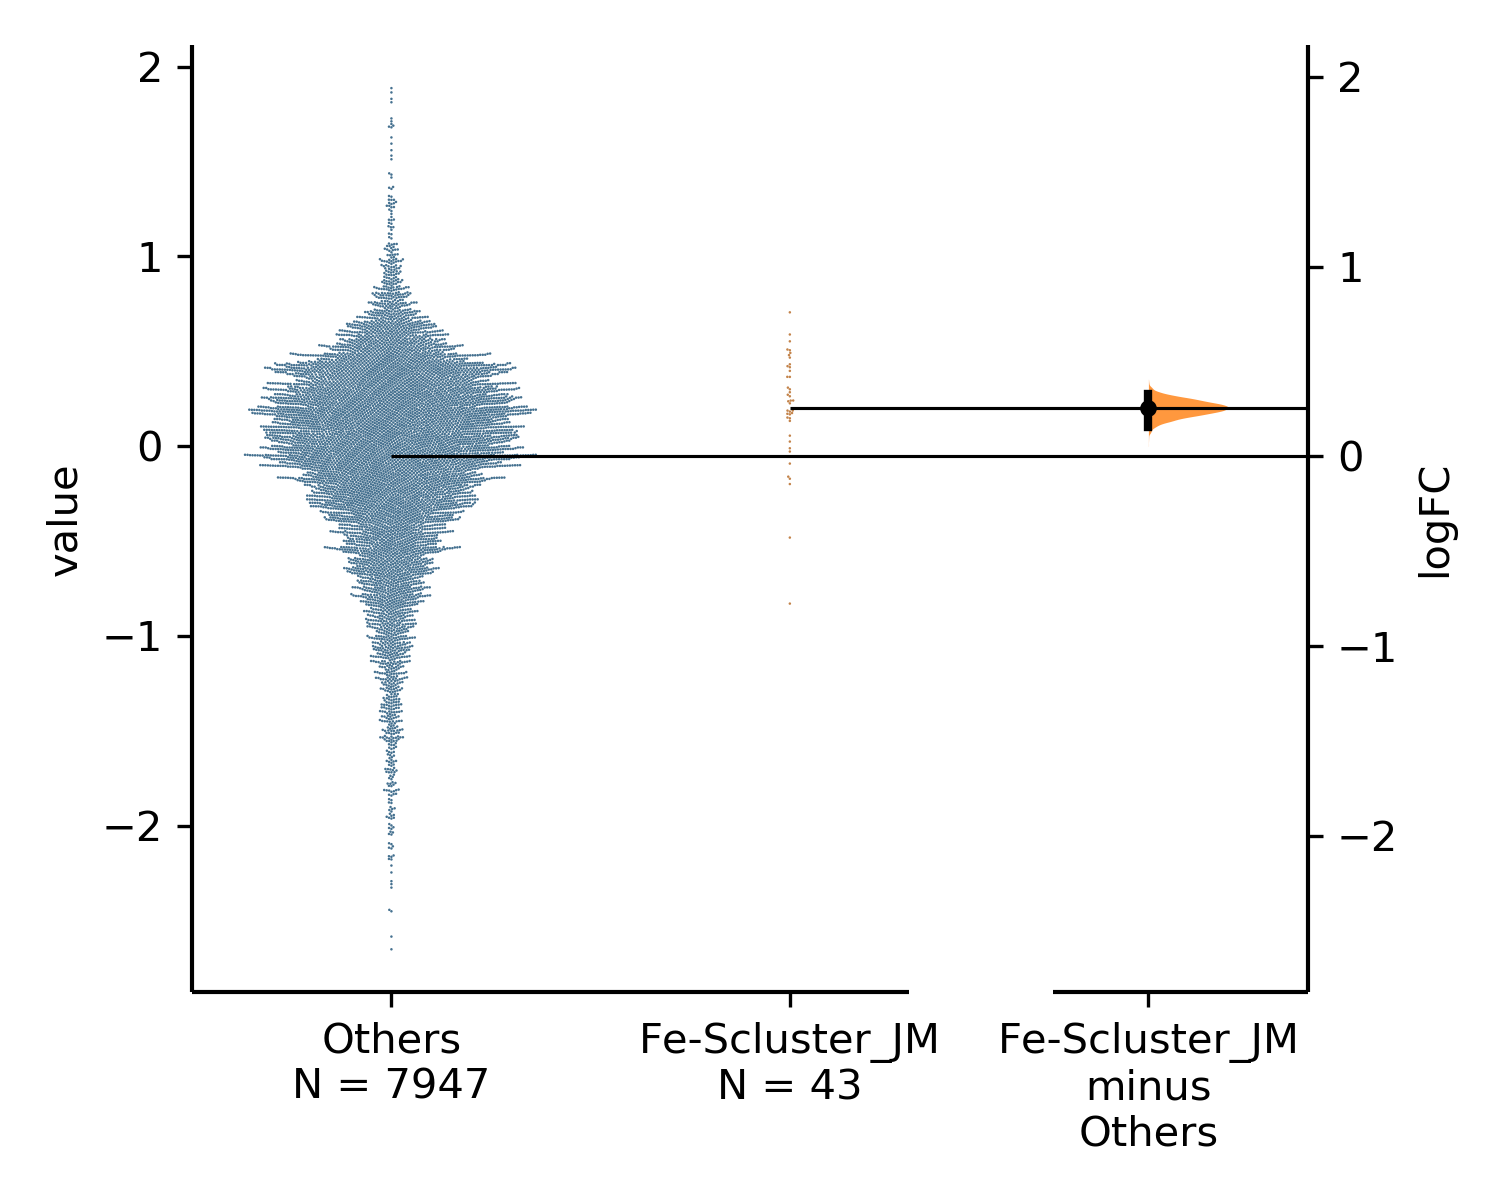 2
1
0
−1
−2
value
2
1
0
−1
−2
logFC
Others
N = 7947
Fe-Scluster_JM
N = 43
Fe-Scluster_JM
minus
Others